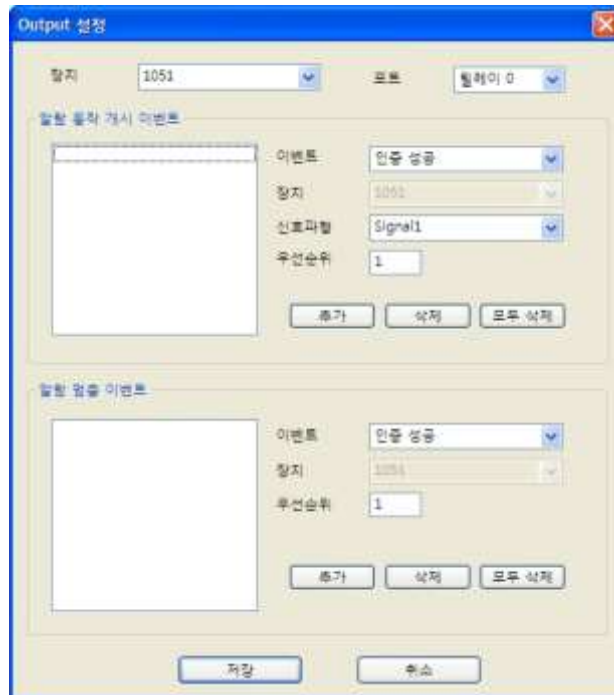 Output 설정
장치 1051 포트 릴레이 0
알람 동작 개시 이벤트
이벤트 인증 성공
장치 1051
신호파형 Signal1
우선순위 1
추가 삭제 모두 삭제
알람 멈춤 이벤트
이벤트 인증 성공
장치 1051
우선순위 1
추가 삭제 모두 삭제
저장 취소